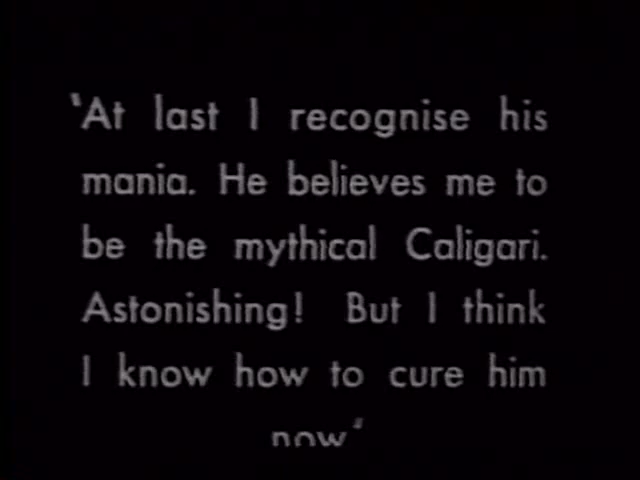 'At last I recognise his
mania. He believes me to
be the mythical Caligari.
Astonishing! But I think
I know how to cure him
now'